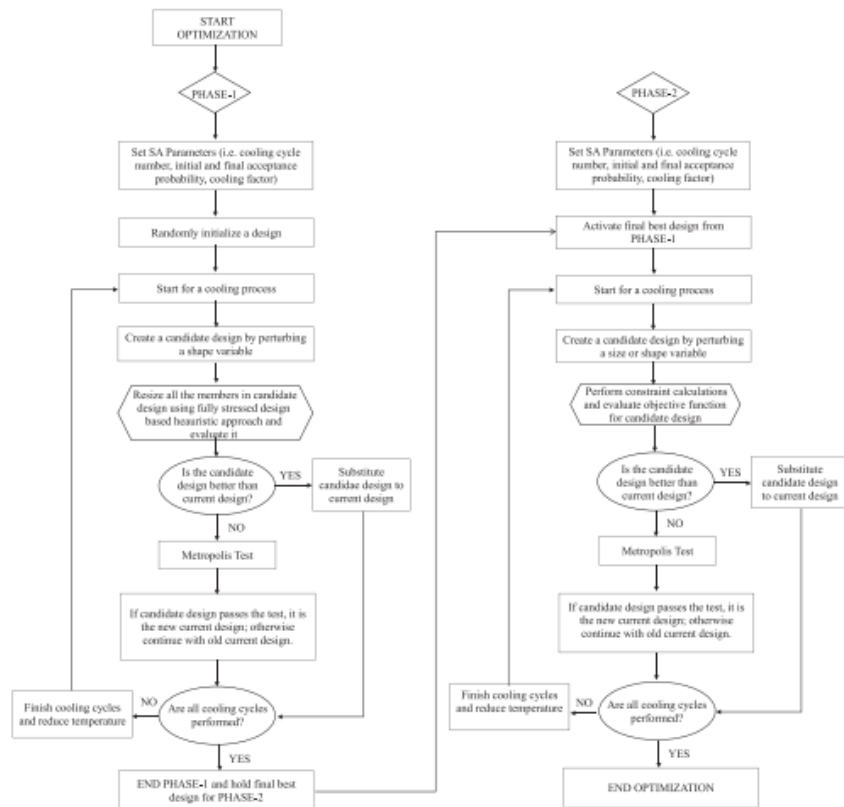 START
OPTIMIZATION
PHASE-1
Set SA Parameters (i.e. cooling cycle
number, initial and final acceptance
probability, cooling factor)
Randomly initialize a design
Start for a cooling process
Create a candidate design by perturbing
a shape variable
Resize all the members in candidate
design using fully stressed design
based heauristic approach and
evaluate it
Is the candidate
design better than
current design?
YES
Substitute
candidae design to
current design
NO
Metropolis Test
If candidate design passes the test, it is
the new current design; otherwise
continue with old current design.
Are all cooling cycles
performed?
NO
Finish cooling cycles
and reduce temperature
YES
END PHASE-1 and hold final best
design for PHASE-2
PHASE-2
Set SA Parameters (i.e. cooling cycle
number, initial and final acceptance
probability, cooling factor)
Activate final best design from
PHASE-1
Start for a cooling process
Create a candidate design by perturbing
a size or shape variable
Perform constraint calculations
and evaluate objective function
for candidate design
Is the candidate
design better than
current design?
YES
Substitute
candidate design
to current design
NO
Metropolis Test
If candidate design passes the test, it is
the new current design; otherwise
continue with old current design.
Are all cooling cycles
performed?
NO
Finish cooling cycles
and reduce temperature
YES
END OPTIMIZATION